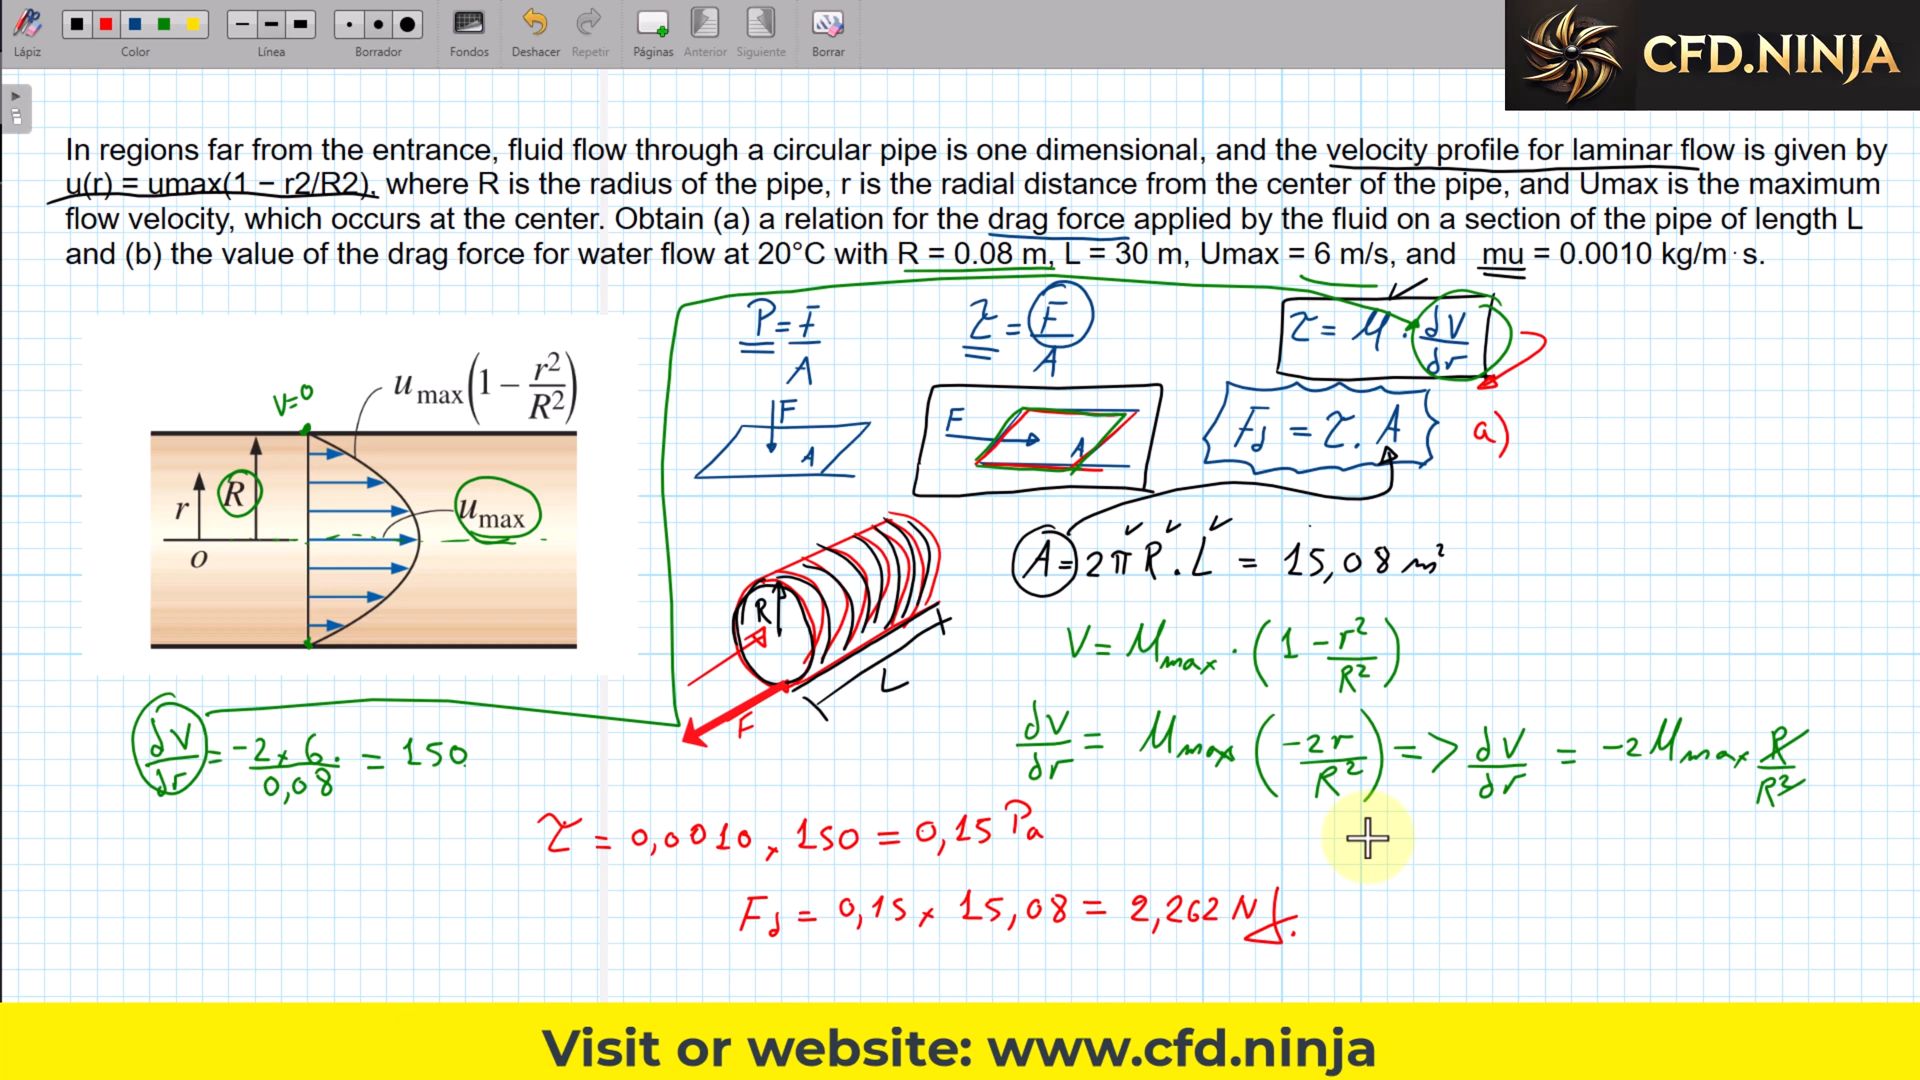 Lápiz
Color
Línea
Borrador
Fondos
Deshacer
Repetir
Páginas
Anterior
Siguiente
Borrar
CFD.NINJA
In regions far from the entrance, fluid flow through a circular pipe is one dimensional, and the velocity profile for laminar flow is given by
u(r) = umax(1 − r2/R2), where R is the radius of the pipe, r is the radial distance from the center of the pipe, and Umax is the maximum
flow velocity, which occurs at the center. Obtain (a) a relation for the drag force applied by the fluid on a section of the pipe of length L
and (b) the value of the drag force for water flow at 20°C with R = 0.08 m, L = 30 m, Umax = 6 m/s, and mu = 0.0010 kg/m·s.
P = F/A
τ = F/A
τ = μ · dV/dr
F
A
F
A
Fd = τ. A
a)
V=0
u max(1 − r²/R²)
r
R
o
u max
R
L
F
A = 2πR.L = 15,08 m²
V = μmax · (1 − r²/R²)
dV/dr = μmax (−2r/R²) => dV/dr = −2μmax R/R²
dV/dr = −2 x 6/0,08 = 150
τ = 0,0010 x 150 = 0,15 Pa
Fd = 0,15 x 15,08 = 2,262 N
Visit or website: www.cfd.ninja